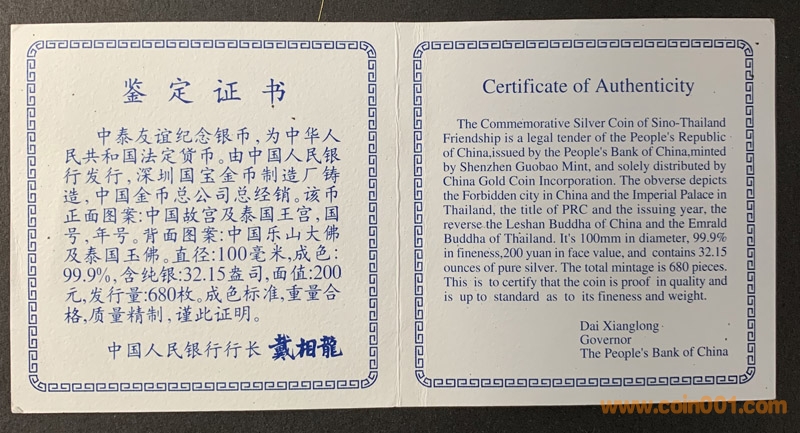 鉴定证书
中泰友谊纪念银币,为中华人
民共和国法定货币。由中国人民银
行发行,深圳国宝金币制造厂铸
造,中国金币总公司总经销。该币
正面图案:中国故宫及泰国王宫,国
号,年号。背面图案:中国乐山大佛
及泰国玉佛。直径:100毫米,成色:
99.9%,含纯银:32.15盎司,面值:200
元,发行量:680枚。成色标准,重量合
格,质量精制,谨此证明。
中国人民银行行长 戴相龍
Certificate of Authenticity
The Commemorative Silver Coin of Sino-Thailand
Friendship is a legal tender of the People's Republic
of China,issued by the People's Bank of China,minted
by Shenzhen Guobao Mint, and solely distributed by
China Gold Coin Incorporation. The obverse depicts
the Forbidden city in China and the Imperial Palace in
Thailand, the title of PRC and the issuing year, the
reverse the Leshan Buddha of China and the Emrald
Buddha of Thailand. It's 100mm in diameter, 99.9%
in fineness,200 yuan in face value, and contains 32.15
ounces of pure silver. The total mintage is 680 pieces.
This is to certify that the coin is proof in quality and
is up to standard as to its fineness and weight.
Dai Xianglong
Governor
The People's Bank of China
www.coin001.com